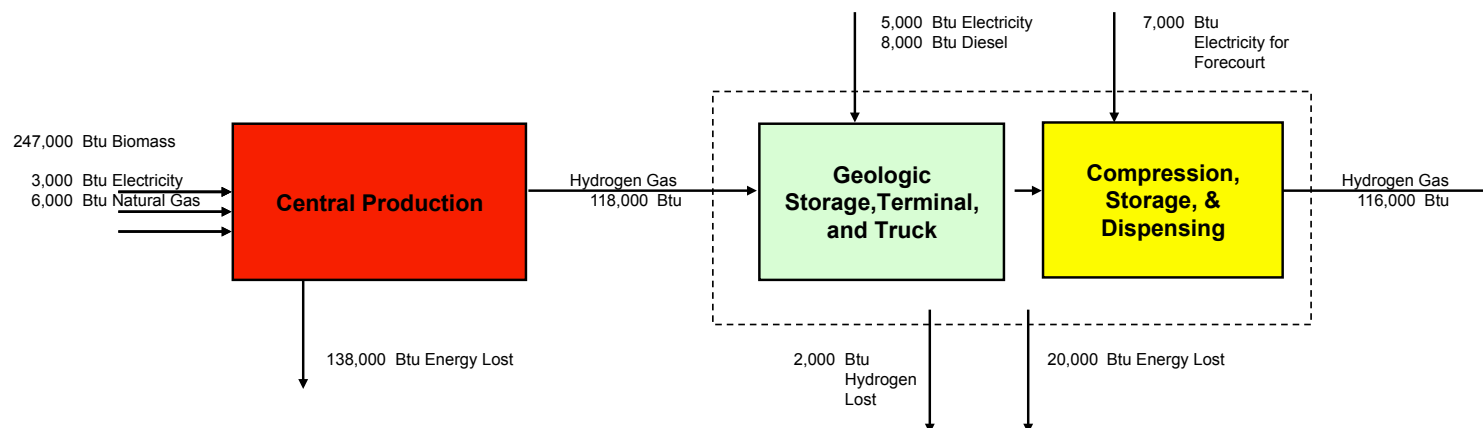 5,000 Btu Electricity
8,000 Btu Diesel
7,000 Btu
Electricity for
Forecourt
247,000 Btu Biomass
3,000 Btu Electricity
6,000 Btu Natural Gas
Central Production
Hydrogen Gas
118,000 Btu
Geologic
Storage,Terminal,
and Truck
Compression,
Storage, &
Dispensing
Hydrogen Gas
116,000 Btu
138,000 Btu Energy Lost
2,000 Btu
Hydrogen
Lost
20,000 Btu Energy Lost